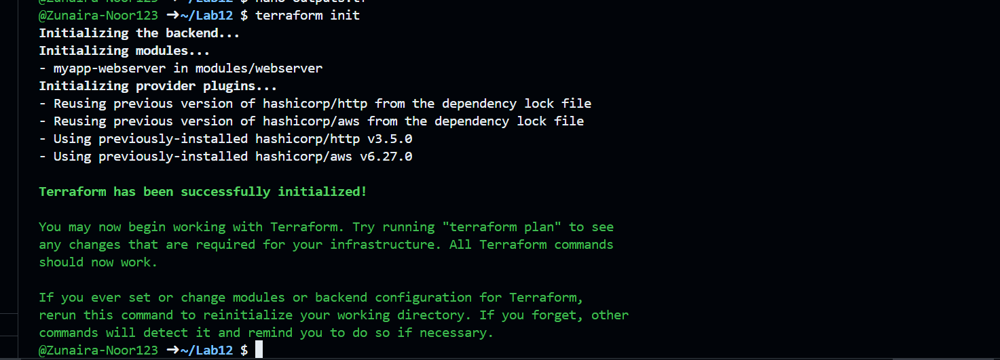 @Zunaira-Noor123 ➜~/Lab12 $ nano outputs.tf
@Zunaira-Noor123 ➜~/Lab12 $ terraform init
Initializing the backend...
Initializing modules...
- myapp-webserver in modules/webserver
Initializing provider plugins...
- Reusing previous version of hashicorp/http from the dependency lock file
- Reusing previous version of hashicorp/aws from the dependency lock file
- Using previously-installed hashicorp/http v3.5.0
- Using previously-installed hashicorp/aws v6.27.0
Terraform has been successfully initialized!
You may now begin working with Terraform. Try running "terraform plan" to see
any changes that are required for your infrastructure. All Terraform commands
should now work.
If you ever set or change modules or backend configuration for Terraform,
rerun this command to reinitialize your working directory. If you forget, other
commands will detect it and remind you to do so if necessary.
@Zunaira-Noor123 ➜~/Lab12 $